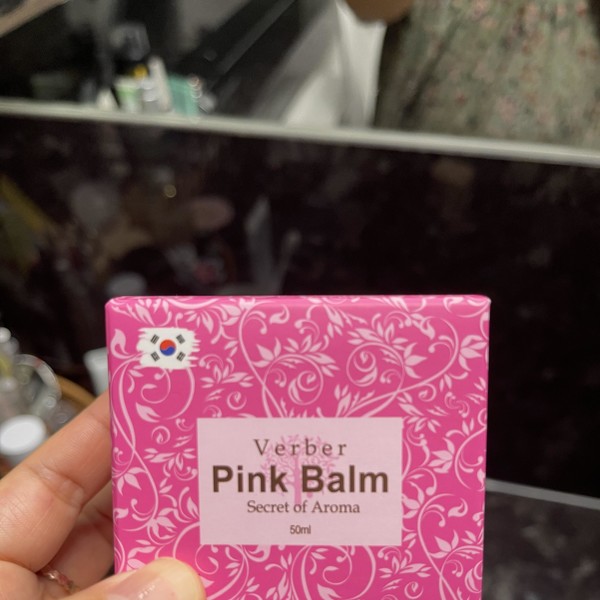 Verber
Pink Balm
Secret of Aroma
50ml